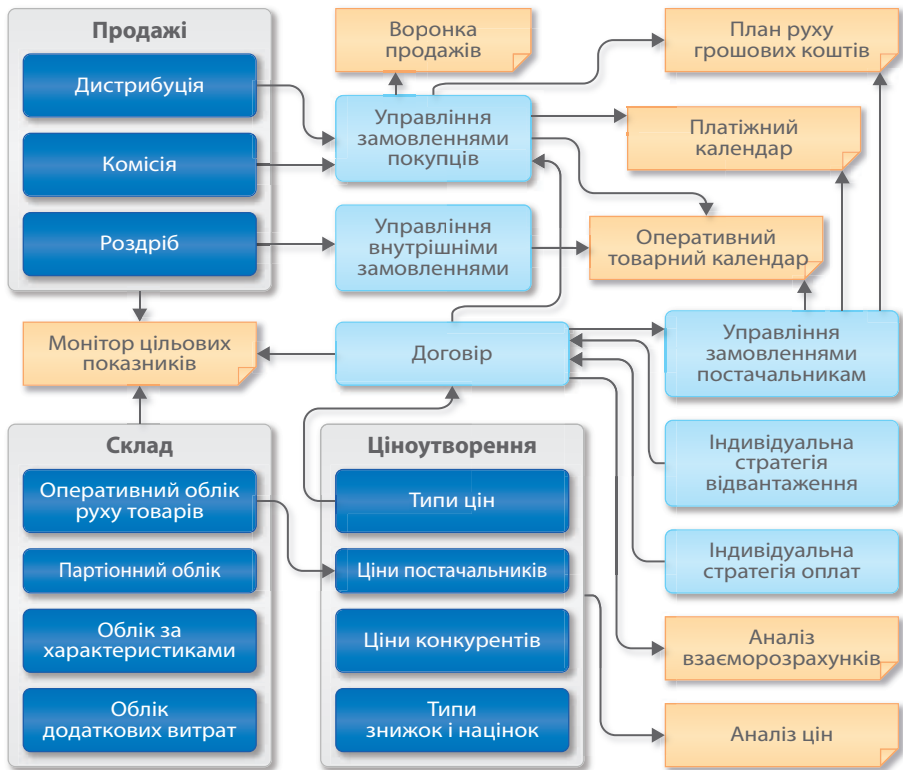 Продажі
Дистрибуція
Комісія
Роздріб
Воронка
продажів
План руху
грошових коштів
Управління
замовленнями
покупців
Платіжний
календар
Управління
внутрішніми
замовленнями
Оперативний
товарний календар
Монітор цільових
показників
Договір
Управління
замовленнями
постачальникам
Склад
Оперативний облік
руху товарів
Партіонний облік
Облік за
характеристиками
Облік
додаткових витрат
Ціноутворення
Типи цін
Ціни постачальників
Ціни конкурентів
Типи
знижок і націнок
Індивідуальна
стратегія
відвантаження
Індивідуальна
стратегія оплат
Аналіз
взаєморозрахунків
Аналіз цін